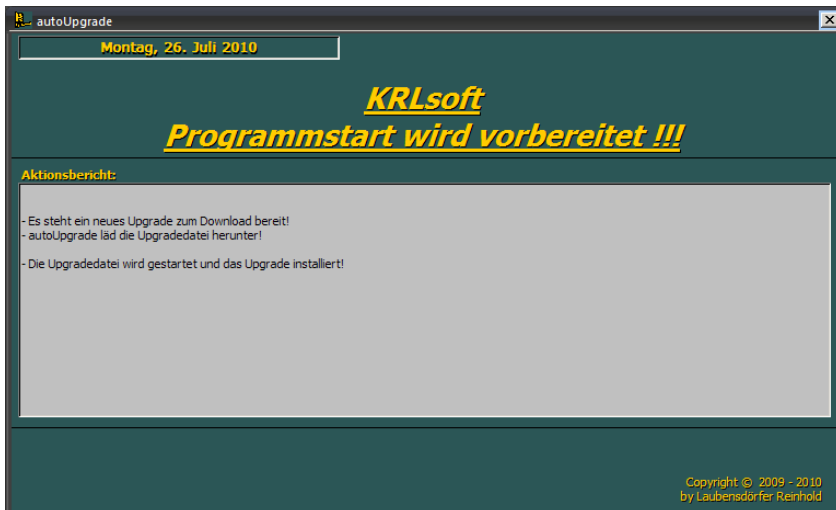 autoUpgrade
Montag, 26. Juli 2010
KRLsoft
Programmstart wird vorbereitet !!!
Aktionsbericht:
- Es steht ein neues Upgrade zum Download bereit!
- autoUpgrade läd die Upgradedatei herunter!
- Die Upgradedatei wird gestartet und das Upgrade installiert!
Copyright © 2009 - 2010
by Laubensdörfer Reinhold